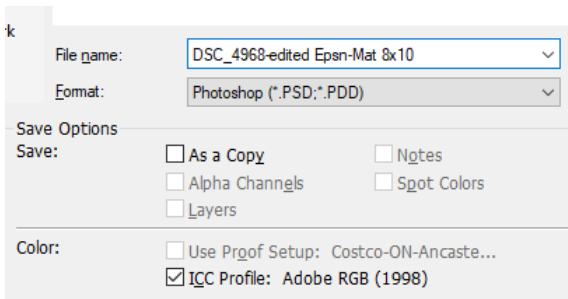 rk
File name: DSC_4968-edited Epsn-Mat 8x10
Format: Photoshop (*.PSD;*.PDD)
Save Options
Save: As a Copy Notes
Alpha Channels Spot Colors
Layers
Color: Use Proof Setup: Costco-ON-Ancaste...
ICC Profile: Adobe RGB (1998)